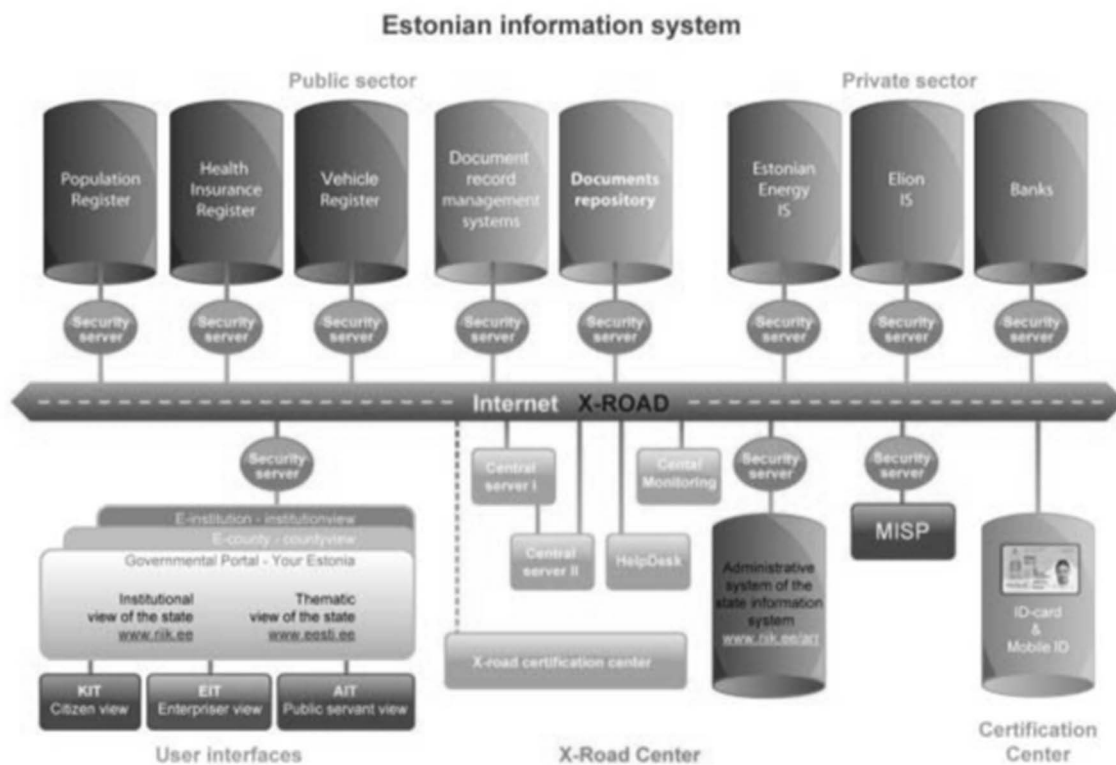 Estonian information system
Public sector
Private sector
Population
Register
Health
Insurance
Register
Vehicle
Register
Document
record
management
systems
Documents
repository
Estonian
Energy
IS
Elion
IS
Banks
Security
server
Security
server
Security
server
Security
server
Security
server
Security
server
Security
server
Security
server
Internet X-ROAD
Security
server
Central
server I
Cental
Monitoring
Security
server
Security
server
E-institution - institutionview
E-county - countyview
Governmental Portal - Your Estonia
Institutional
view of the state
www.riik.ee
Thematic
view of the state
www.eesti.ee
Central
server II
HelpDesk
MISP
Administrative
system of the
state information
system
www.riik.ee/arr
ID-card
&
Mobile ID
X-road certification center
KIT
Citizen view
EIT
Enterpriser view
AIT
Public servant view
User interfaces
X-Road Center
Certification
Center